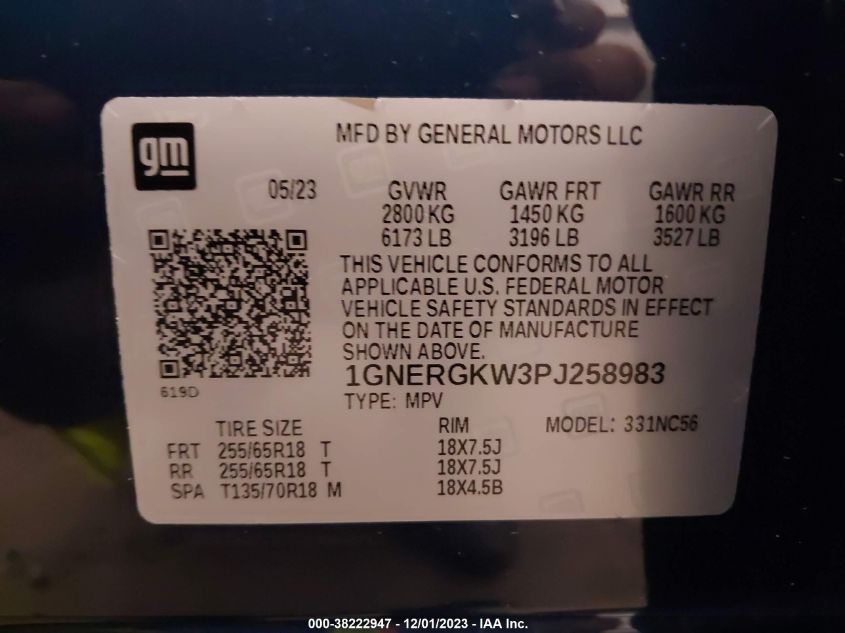 gm
MFD BY GENERAL MOTORS LLC
05/23 GVWR GAWR FRT GAWR RR
2800 KG 1450 KG 1600 KG
6173 LB 3196 LB 3527 LB
THIS VEHICLE CONFORMS TO ALL
APPLICABLE U.S. FEDERAL MOTOR
VEHICLE SAFETY STANDARDS IN EFFECT
ON THE DATE OF MANUFACTURE
SHOWN ABOVE.
1GNERGKW3PJ258983
619D
TYPE: MPV
TIRE SIZE RIM MODEL: 331NC56
FRT 255/65R18 T 18X7.5J
RR 255/65R18 T 18X7.5J
SPA T135/70R18 M 18X4.5B
000-38222947 - 12/01/2023 - IAA Inc.